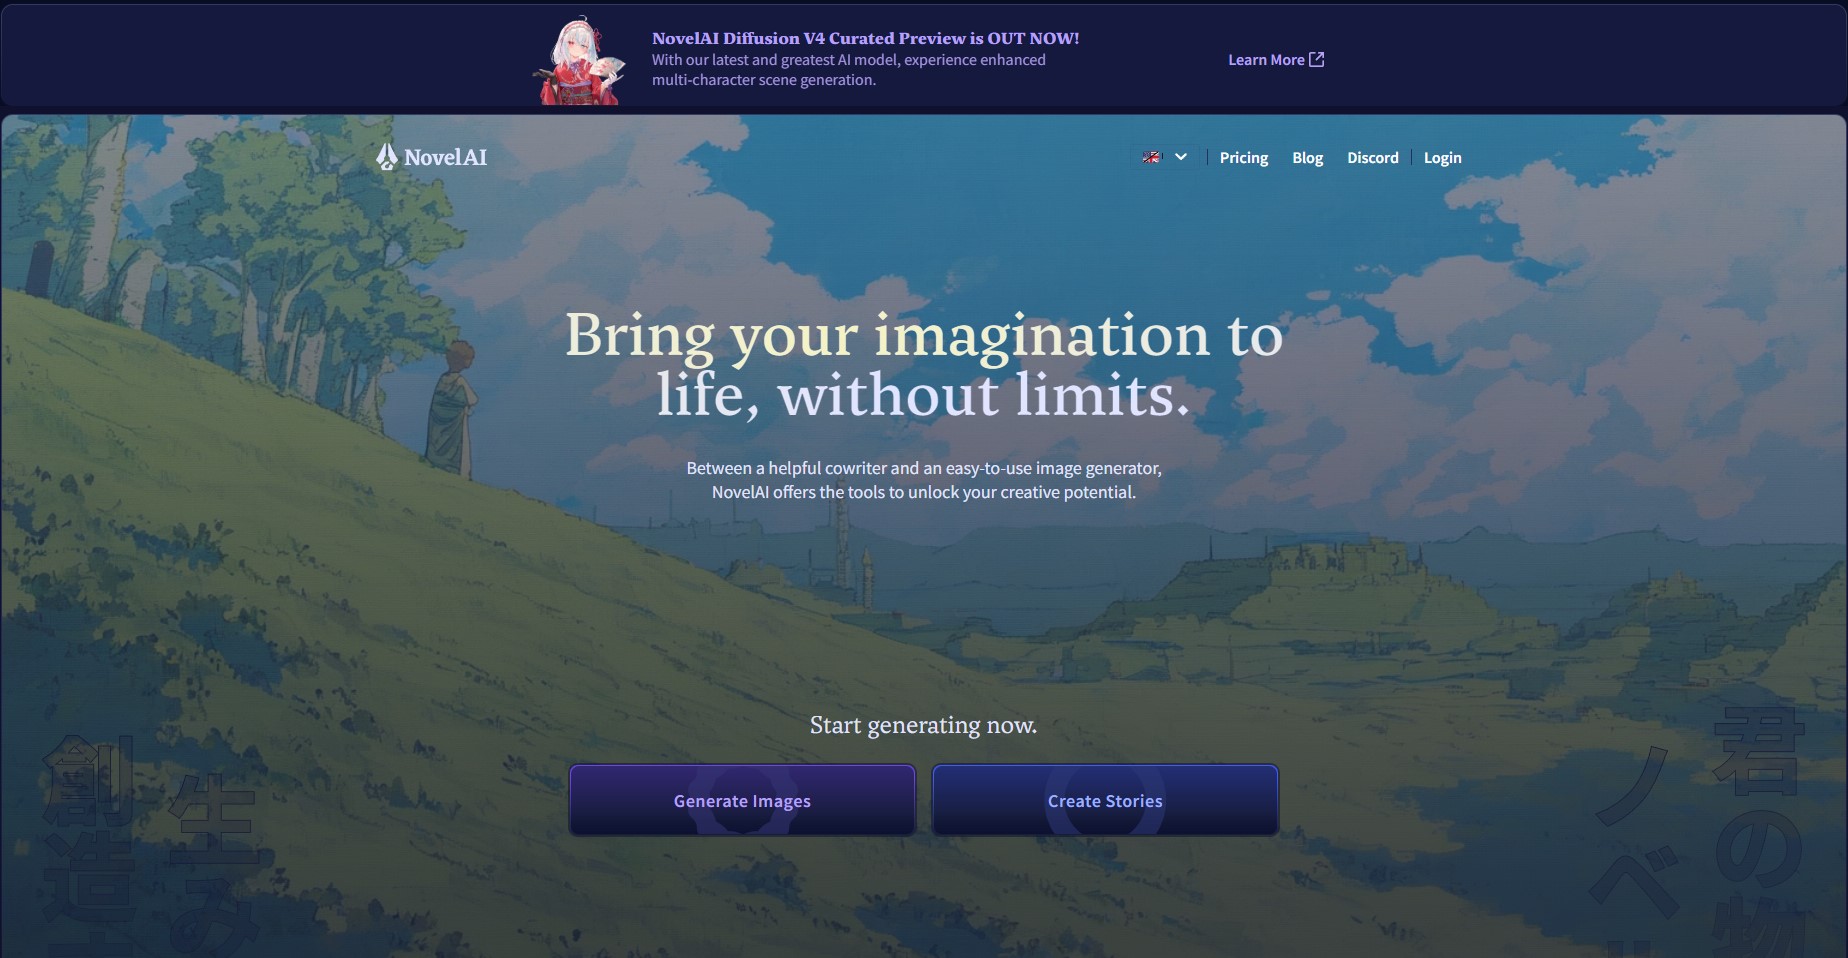 NovelAI Diffusion V4 Curated Preview is OUT NOW!
With our latest and greatest AI model, experience enhanced
multi-character scene generation.
Learn More
NovelAI
Pricing
Blog
Discord
Login
Bring your imagination to
life, without limits.
Between a helpful cowriter and an easy-to-use image generator,
NovelAI offers the tools to unlock your creative potential.
Start generating now.
Generate Images
Create Stories
創造
生み
ノベ
君の物